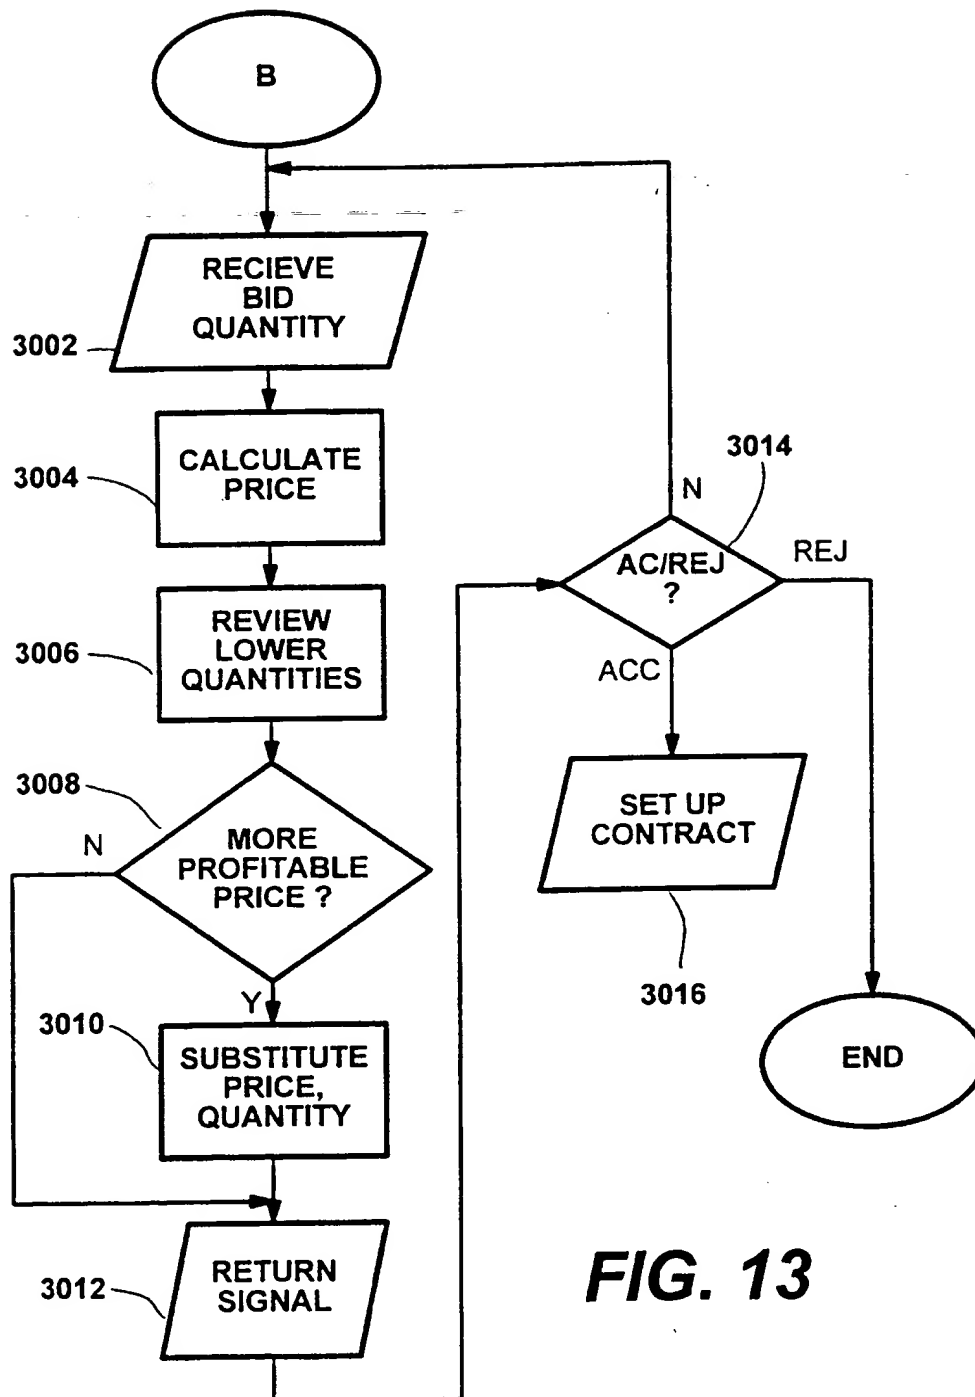 B
RECIEVE
BID
QUANTITY
3002
CALCULATE
PRICE
3004
REVIEW
LOWER
QUANTITIES
3006
3008
MORE
PROFITABLE
PRICE ?
N
Y
3010
SUBSTITUTE
PRICE,
QUANTITY
3012
RETURN
SIGNAL
3014
N
AC/REJ
?
REJ
ACC
SET UP
CONTRACT
3016
END
FIG. 13